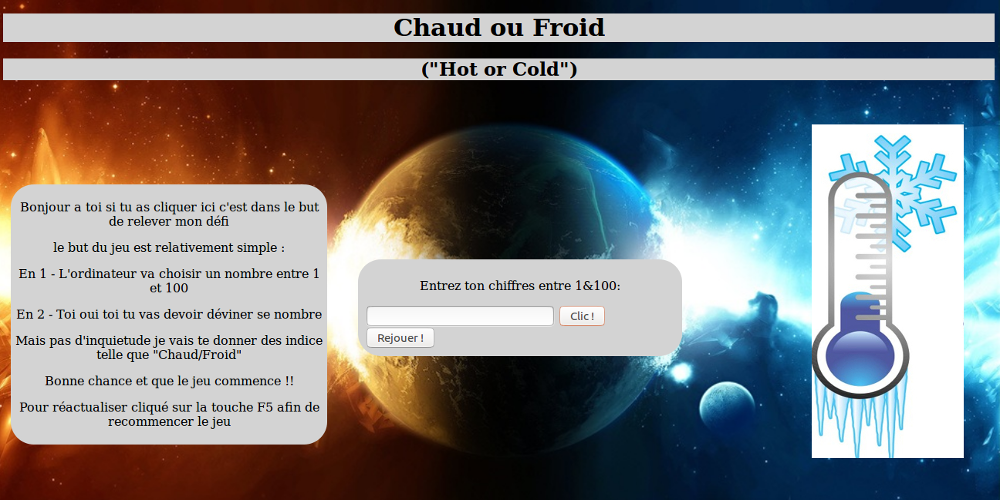 Chaud ou Froid
("Hot or Cold")
Bonjour a toi si tu as cliquer ici c'est dans le but
de relever mon défi
le but du jeu est relativement simple :
En 1 - L'ordinateur va choisir un nombre entre 1
et 100
En 2 - Toi oui toi tu vas devoir déviner se nombre
Mais pas d'inquietude je vais te donner des indice
telle que "Chaud/Froid"
Bonne chance et que le jeu commence !!
Pour réactualiser cliqué sur la touche F5 afin de
recommencer le jeu
Entrez ton chiffres entre 1&100:
Clic !
Rejouer !